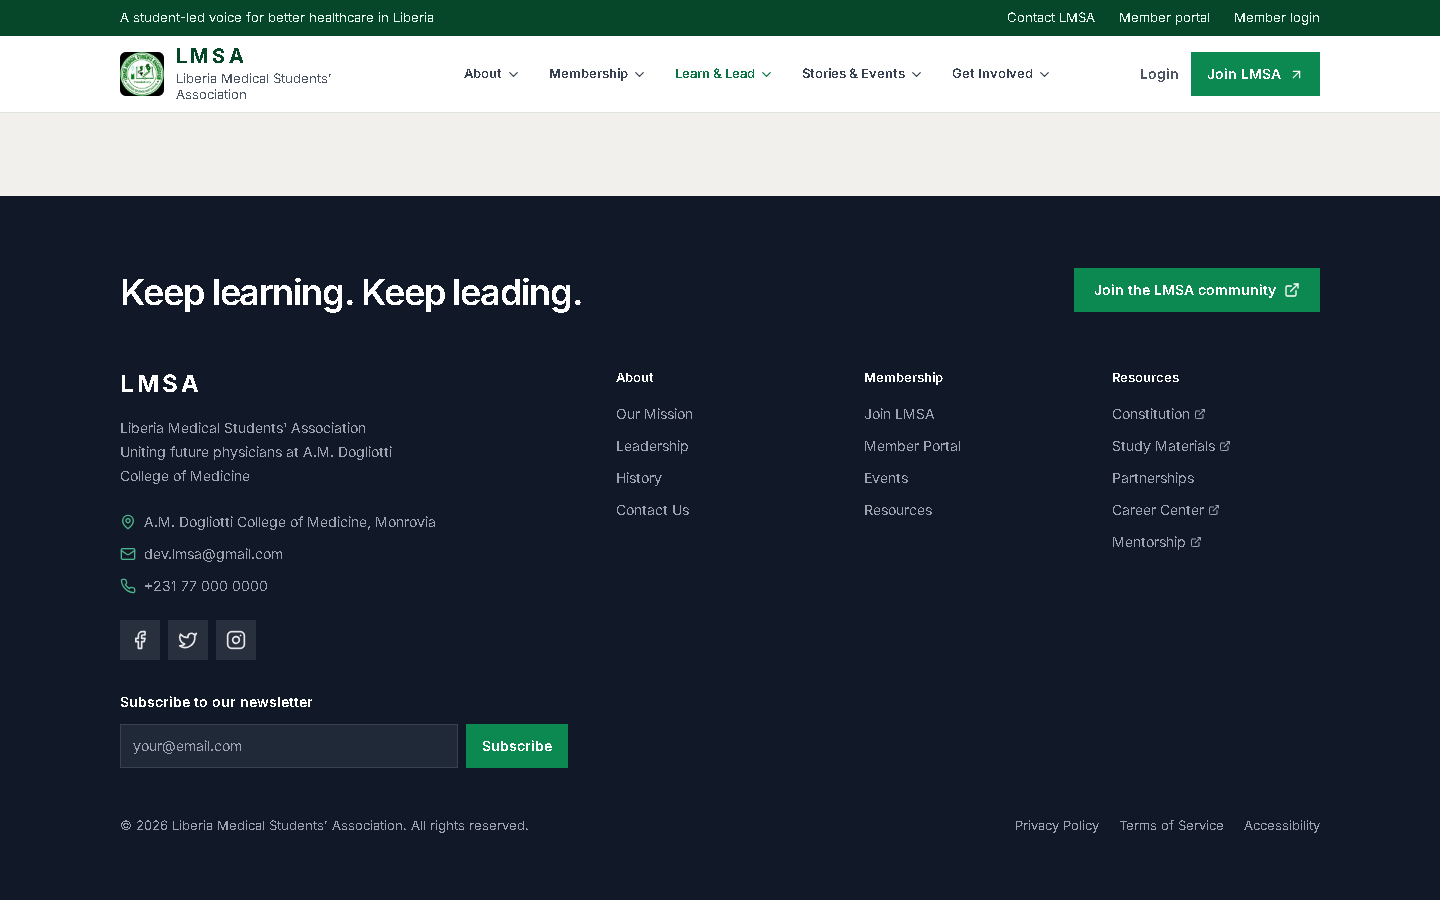 A student-led voice for better healthcare in Liberia
Contact LMSA
Member portal
Member login
LMSA
Liberia Medical Students'
Association
About
Membership
Learn & Lead
Stories & Events
Get Involved
Login
Join LMSA
Keep learning. Keep leading.
Join the LMSA community
LMSA
Liberia Medical Students' Association
Uniting future physicians at A.M. Dogliotti
College of Medicine
A.M. Dogliotti College of Medicine, Monrovia
dev.lmsa@gmail.com
+231 77 000 0000
Subscribe to our newsletter
your@email.com
Subscribe
About
Our Mission
Leadership
History
Contact Us
Membership
Join LMSA
Member Portal
Events
Resources
Resources
Constitution
Study Materials
Partnerships
Career Center
Mentorship
© 2026 Liberia Medical Students' Association. All rights reserved.
Privacy Policy
Terms of Service
Accessibility